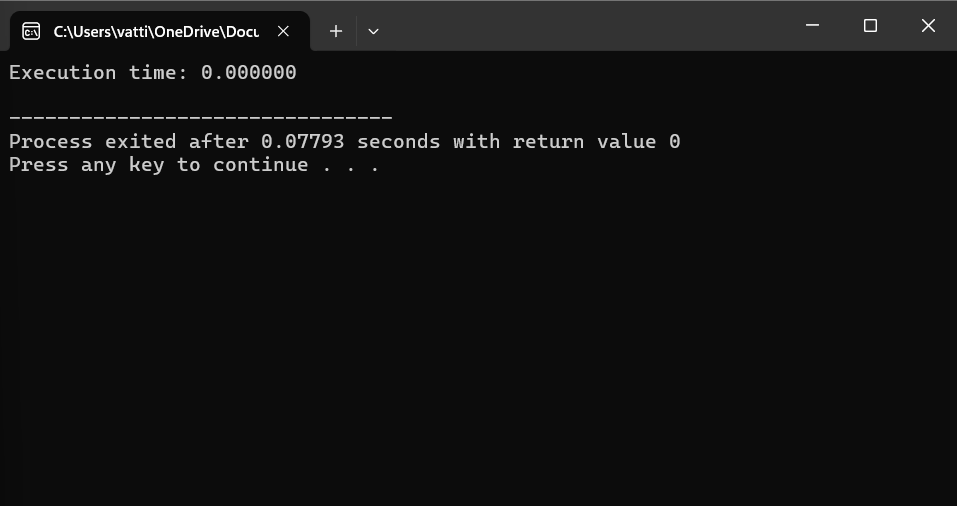 C:\Users\vatti\OneDrive\Docu
Execution time: 0.000000
--------------------------------
Process exited after 0.07793 seconds with return value 0
Press any key to continue . . .